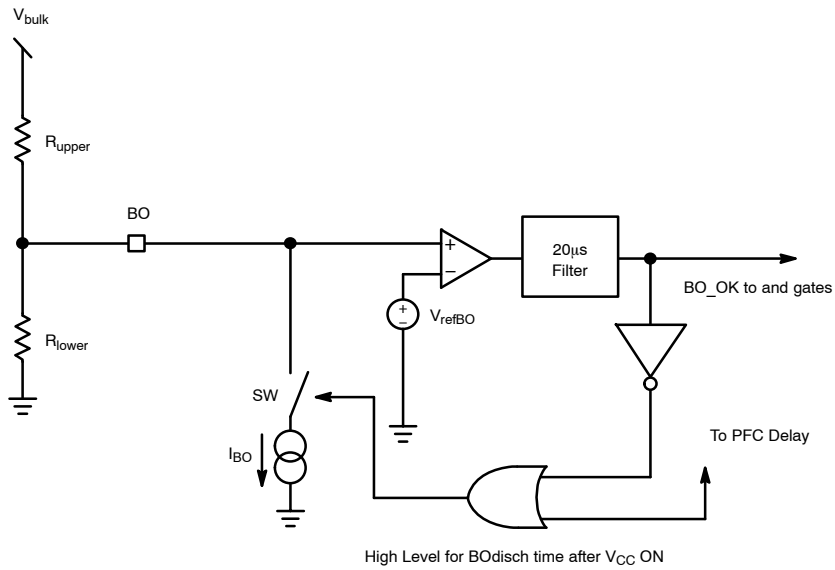 V_bulk
R_upper
BO
+
−
20μs
Filter
BO_OK to and gates
+
−
V_refBO
R_lower
SW
I_BO
To PFC Delay
High Level for BOdisch time after V_CC ON